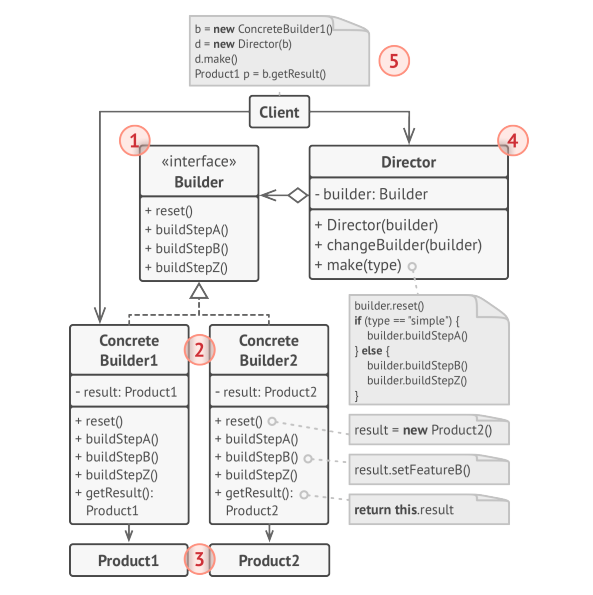 b = new ConcreteBuilder1()
d = new Director(b)
d.make()
Product1 p = b.getResult()
5
Client
1
«interface»
Builder
+ reset()
+ buildStepA()
+ buildStepB()
+ buildStepZ()
4
Director
- builder: Builder
+ Director(builder)
+ changeBuilder(builder)
+ make(type)
builder.reset()
if (type == "simple") {
builder.buildStepA()
} else {
builder.buildStepB()
builder.buildStepZ()
}
Concrete
Builder1
- result: Product1
+ reset()
+ buildStepA()
+ buildStepB()
+ buildStepZ()
+ getResult():
Product1
2
Concrete
Builder2
- result: Product2
+ reset()
+ buildStepA()
+ buildStepB()
+ buildStepZ()
+ getResult():
Product2
result = new Product2()
result.setFeatureB()
return this.result
Product1
3
Product2